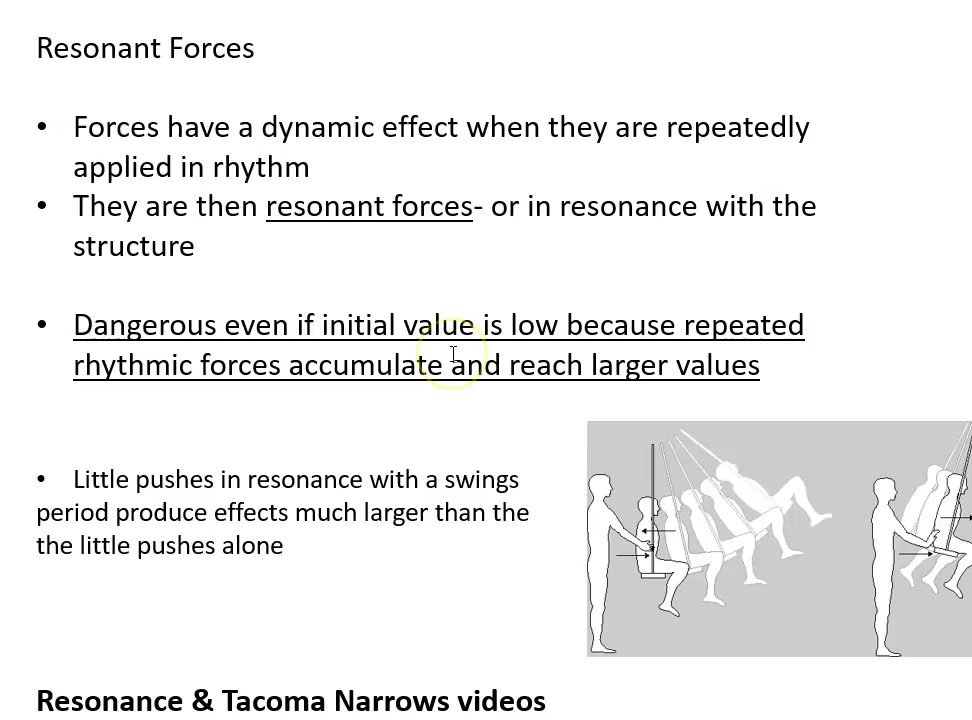 Resonant Forces
• Forces have a dynamic effect when they are repeatedly
applied in rhythm
• They are then resonant forces- or in resonance with the
structure
• Dangerous even if initial value is low because repeated
rhythmic forces accumulate and reach larger values
• Little pushes in resonance with a swings
period produce effects much larger than the
the little pushes alone
Resonance & Tacoma Narrows videos